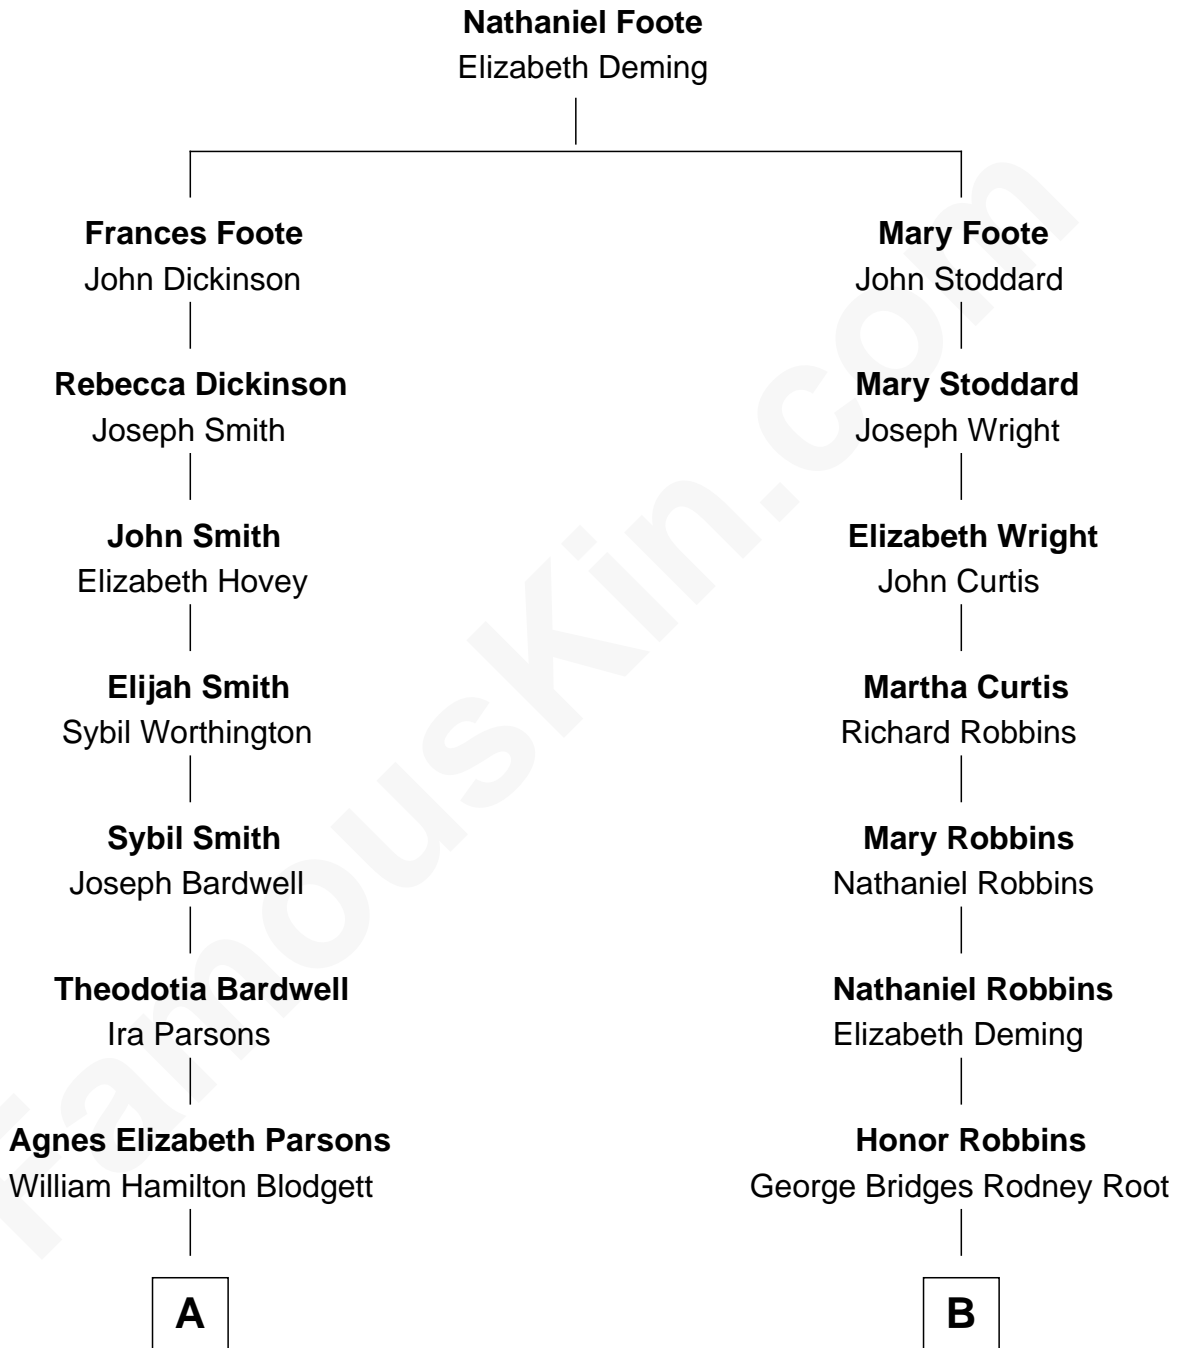 Nathaniel Foote
Elizabeth Deming
Frances Foote
John Dickinson
Rebecca Dickinson
Joseph Smith
John Smith
Elizabeth Hovey
Elijah Smith
Sybil Worthington
Sybil Smith
Joseph Bardwell
Theodotia Bardwell
Ira Parsons
Agnes Elizabeth Parsons
William Hamilton Blodgett
A
Mary Foote
John Stoddard
Mary Stoddard
Joseph Wright
Elizabeth Wright
John Curtis
Martha Curtis
Richard Robbins
Mary Robbins
Nathaniel Robbins
Nathaniel Robbins
Elizabeth Deming
Honor Robbins
George Bridges Rodney Root
B
FamousKin.com